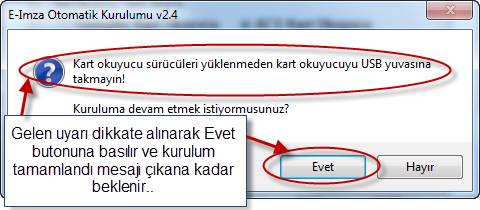 E-İmza Otomatik Kurulumu v2.4
Kart okuyucu sürücüleri yüklenmeden kart okuyucuyu USB yuvasına
takmayın!
Kuruluma devam etmek istiyormusunuz?
Gelen uyarı dikkate alınarak Evet
butonuna basılır ve kurulum
tamamlandı mesajı çıkana kadar
beklenir..
Evet
Hayır